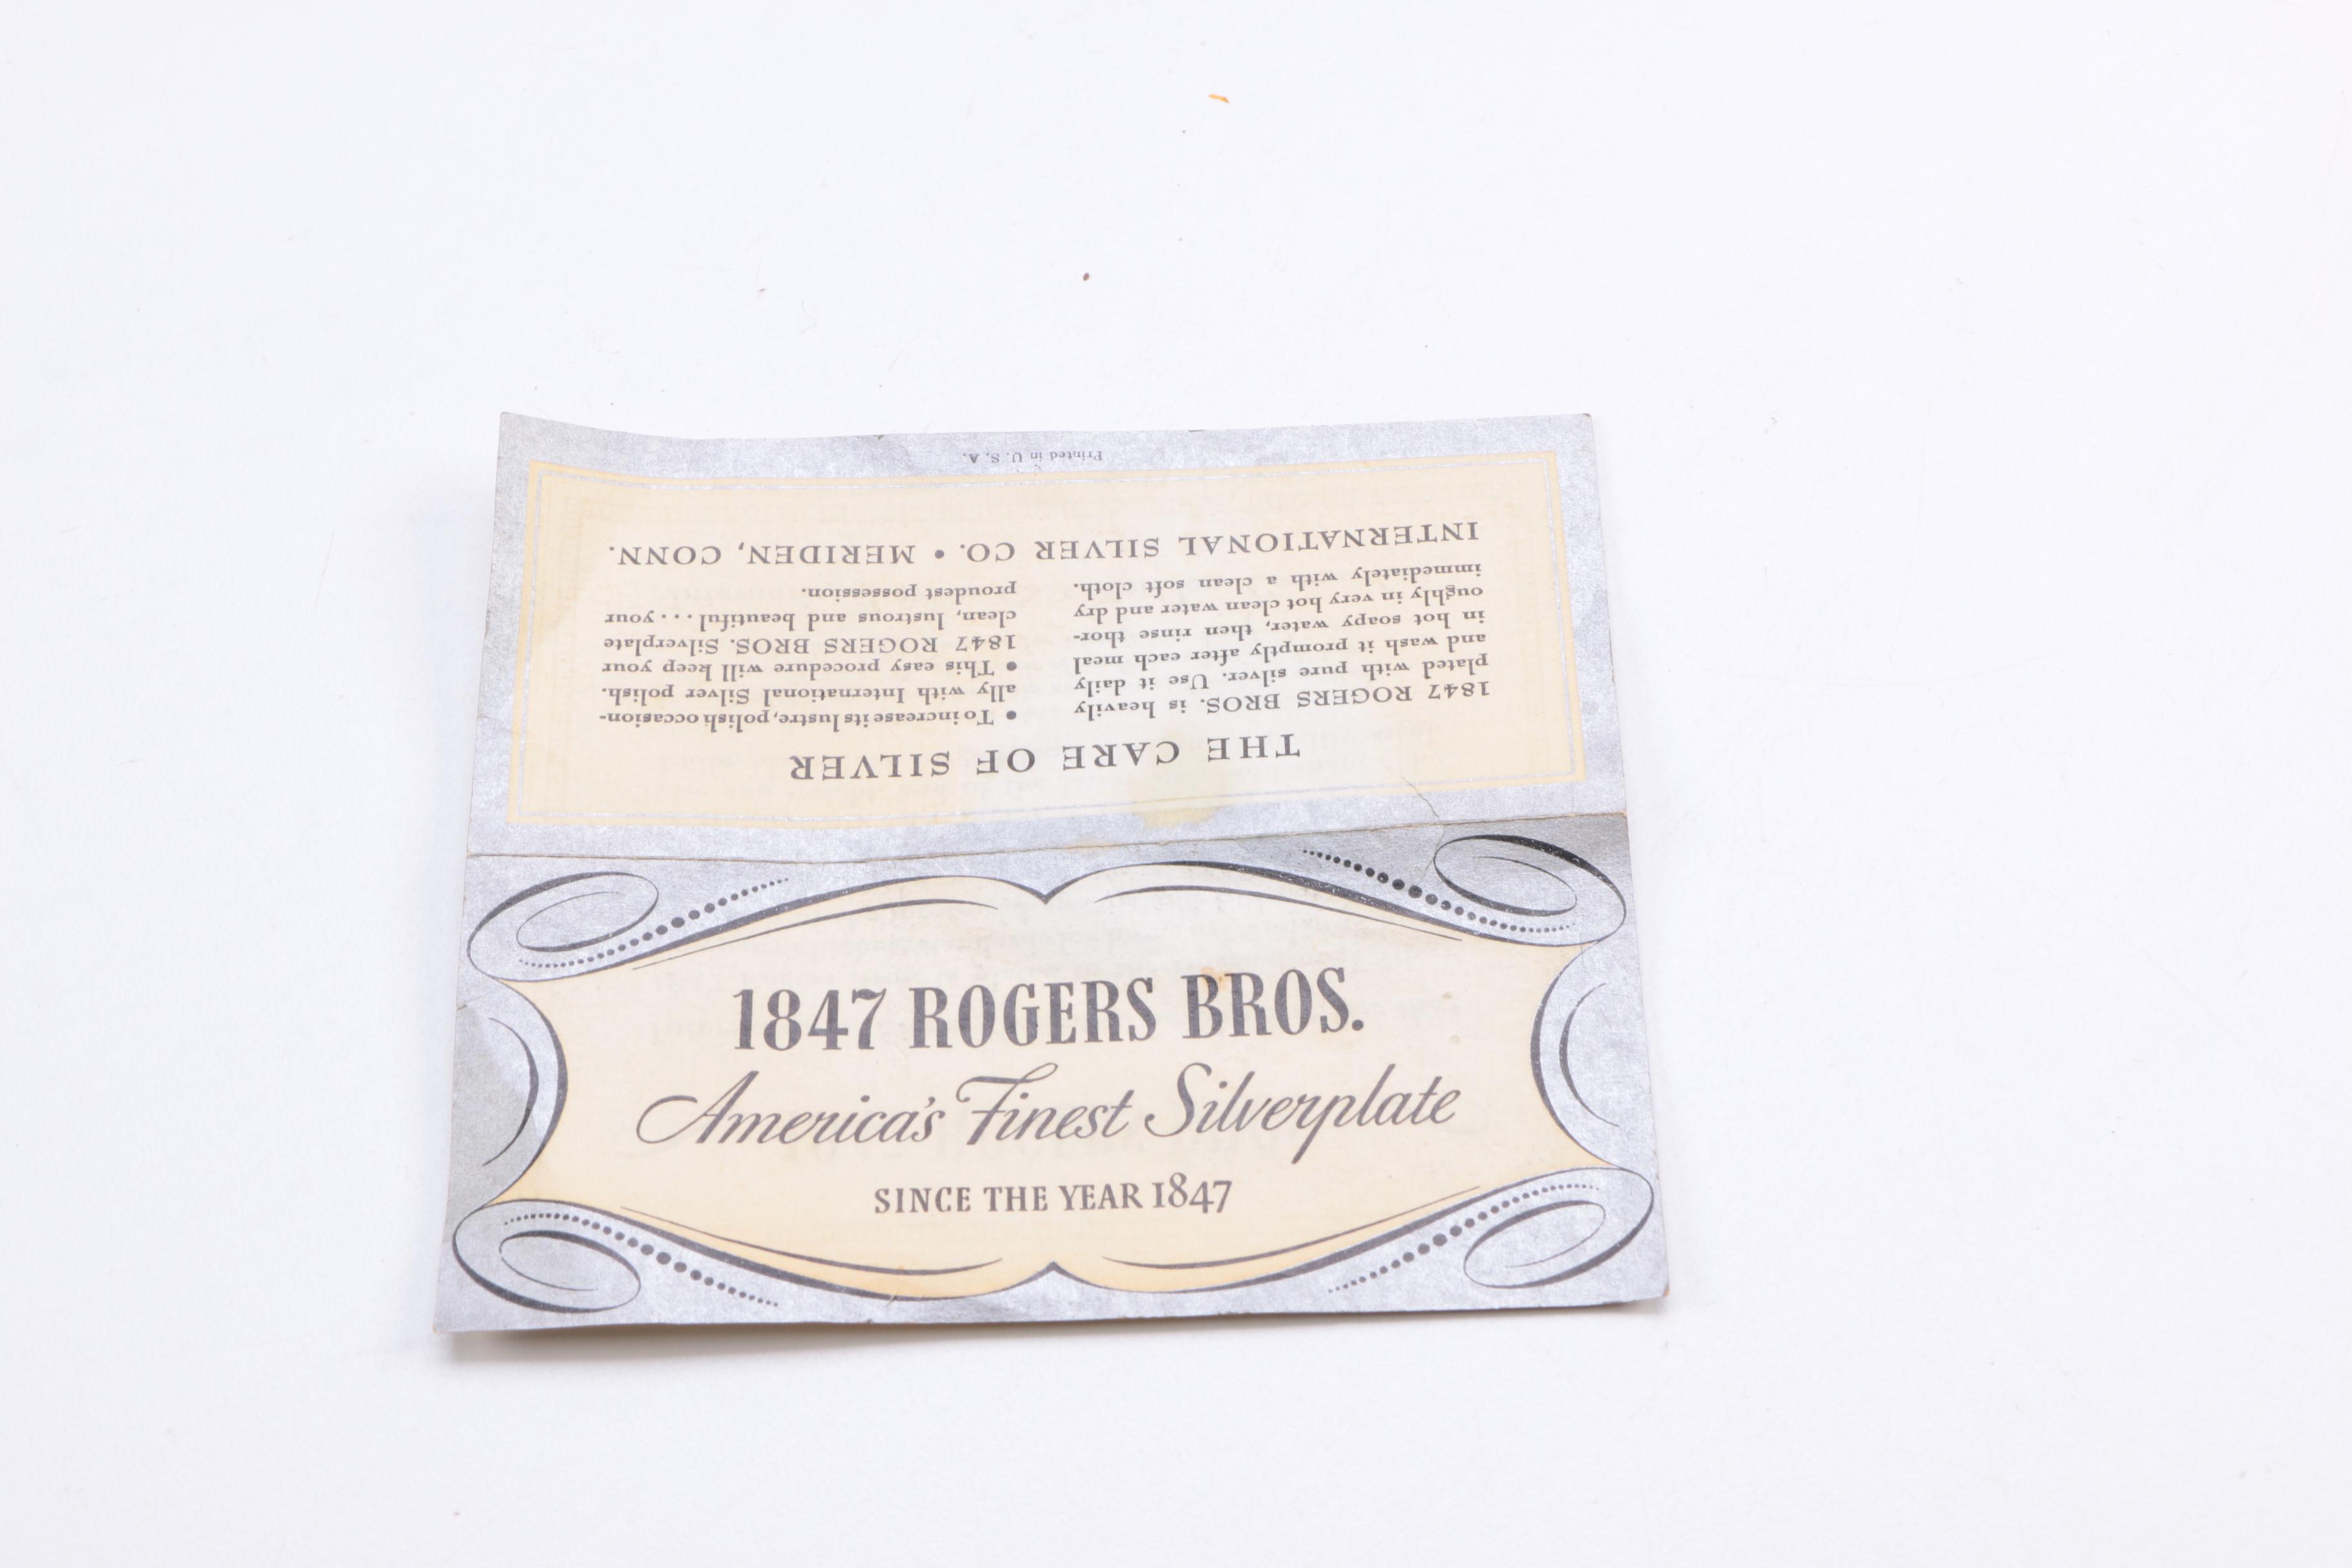 1847 ROGERS BROS.
America's Finest Silverplate
SINCE THE YEAR 1847
THE CARE OF SILVER
1847 ROGERS BROS. is heavily
plated with pure silver. Use it daily
and wash it promptly after each meal
in hot soapy water, then rinse thor-
oughly in very hot clean water and dry
immediately with a clean soft cloth.
• To increase its lustre, polish occasion-
ally with International Silver polish.
• This easy procedure will keep your
1847 ROGERS BROS. Silverplate
clean, lustrous and beautiful . . . your
proudest possession.
INTERNATIONAL SILVER CO. • MERIDEN, CONN.
Printed in U. S. A.